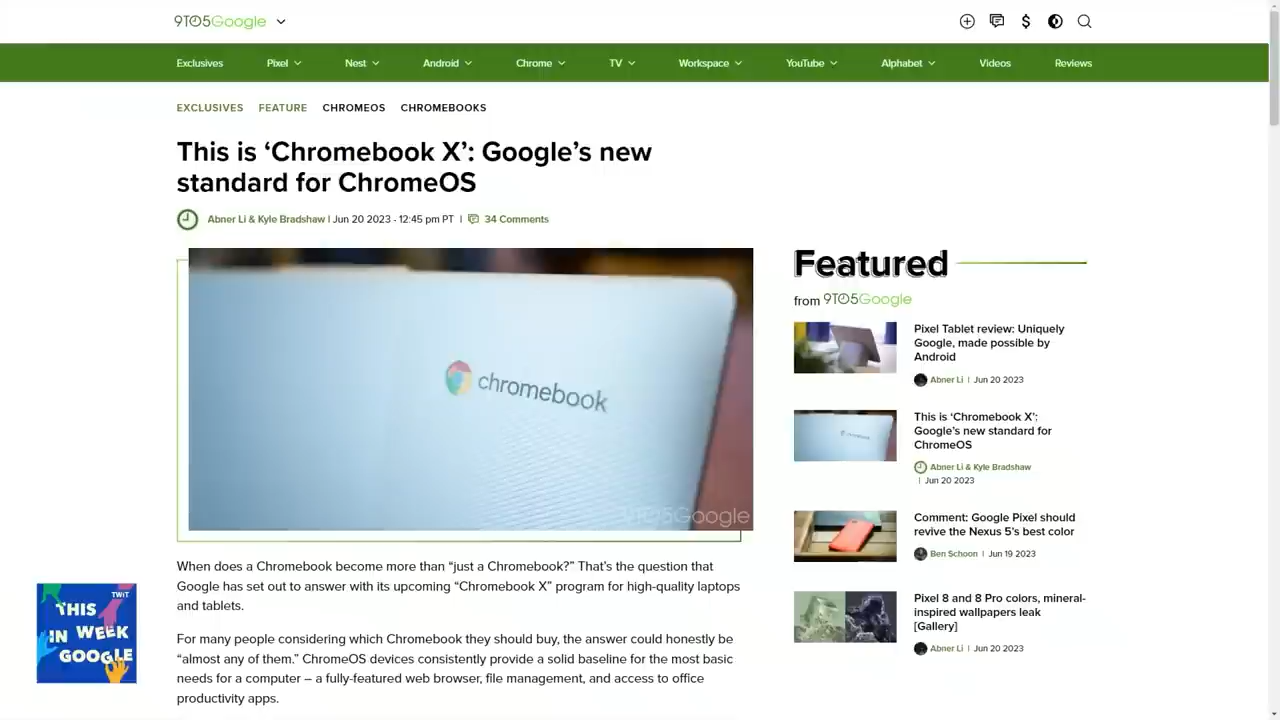 9TO5Google
Exclusives Pixel Nest Android Chrome TV Workspace YouTube Alphabet Videos Reviews
EXCLUSIVES FEATURE CHROMEOS CHROMEBOOKS
This is ‘Chromebook X’: Google’s new
standard for ChromeOS
Abner Li & Kyle Bradshaw | Jun 20 2023 - 12:45 pm PT | 34 Comments
chromebook
9TO5Google
When does a Chromebook become more than “just a Chromebook?” That’s the question that
Google has set out to answer with its upcoming “Chromebook X” program for high-quality laptops
and tablets.
For many people considering which Chromebook they should buy, the answer could honestly be
“almost any of them.” ChromeOS devices consistently provide a solid baseline for the most basic
needs for a computer – a fully-featured web browser, file management, and access to office
productivity apps.
Featured
from 9TO5Google
Pixel Tablet review: Uniquely
Google, made possible by
Android
Abner Li | Jun 20 2023
chromebook
This is ‘Chromebook X’:
Google’s new standard for
ChromeOS
Abner Li & Kyle Bradshaw
| Jun 20 2023
Comment: Google Pixel should
revive the Nexus 5’s best color
Ben Schoon | Jun 19 2023
Pixel 8 and 8 Pro colors, mineral-
inspired wallpapers leak
[Gallery]
Abner Li | Jun 20 2023
TWiT
THIS
IN WEEK
GOOGLE